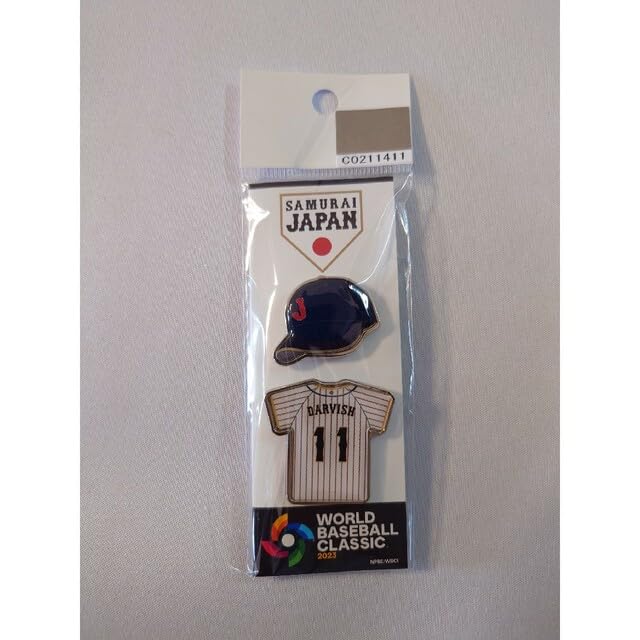 C0211411
SAMURAI
JAPAN
J
DARVISH
11
WORLD
BASEBALL
CLASSIC
2023
NPBE/WBCI